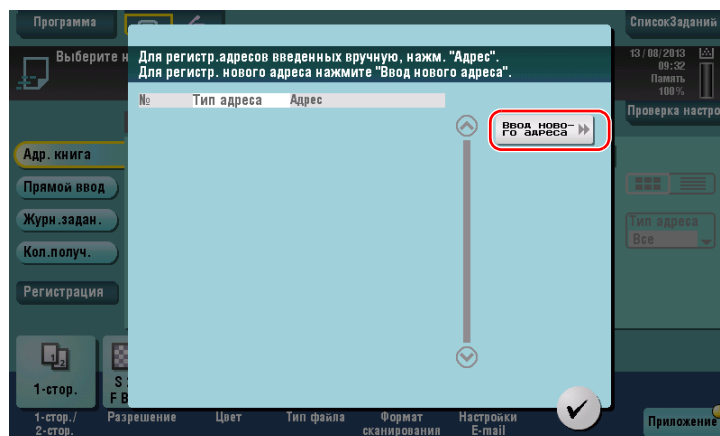 Программа
СписокЗаданий
Выберите н
Для регистр.адресов введенных вручную, нажм. "Адрес".
Для регистр. нового адреса нажмите "Ввод нового адреса".
13/08/2013
09:32
Память
100%
№ Тип адреса Адрес
Проверка настро
Ввод ново-
го адреса
Адр. книга
Прямой ввод
Журн.задан.
Кол.получ.
Регистрация
Тип адреса
Все
1 2
1-стор.
S
F B
1-стор./
2-стор.
Разрешение
Цвет
Тип файла
Формат
сканирования
Настройки
E-mail
Приложение